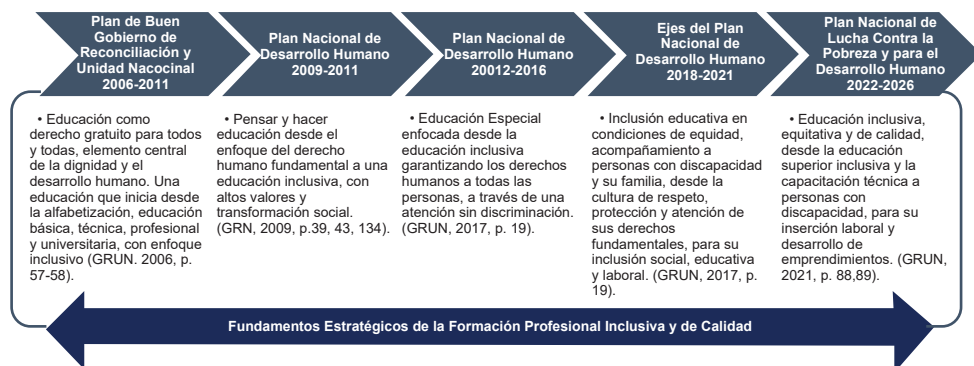 Plan de Buen
Gobierno de
Reconciliación y
Unidad Nacocinal
2006-2011
Plan Nacional de
Desarrollo Humano
2009-2011
Plan Nacional de
Desarrollo Humano
20012-2016
Ejes del Plan
Nacional de
Desarrollo Humano
2018-2021
Plan Nacional de
Lucha Contra la
Pobreza y para el
Desarrollo Humano
2022-2026
• Educación como
derecho gratuito para todos
y todas, elemento central
de la dignidad y el
desarrollo humano. Una
educación que inicia desde
la alfabetización, educación
básica, técnica, profesional
y universitaria, con enfoque
inclusivo (GRUN. 2006, p.
57-58).
• Pensar y hacer
educación desde el
enfoque del derecho
humano fundamental a una
educación inclusiva, con
altos valores y
transformación social.
(GRN, 2009, p.39, 43, 134).
• Educación Especial
enfocada desde la
educación inclusiva
garantizando los derechos
humanos a todas las
personas, a través de una
atención sin discriminación.
(GRUN, 2017, p. 19).
• Inclusión educativa en
condiciones de equidad,
acompañamiento a
personas con discapacidad
y su familia, desde la
cultura de respeto,
protección y atención de
sus derechos
fundamentales, para su
inclusión social, educativa
y laboral. (GRUN, 2017, p.
19).
• Educación inclusiva,
equitativa y de calidad,
desde la educación
superior inclusiva y la
capacitación técnica a
personas con
discapacidad, para su
inserción laboral y
desarrollo de
emprendimientos. (GRUN,
2021, p. 88,89).
Fundamentos Estratégicos de la Formación Profesional Inclusiva y de Calidad